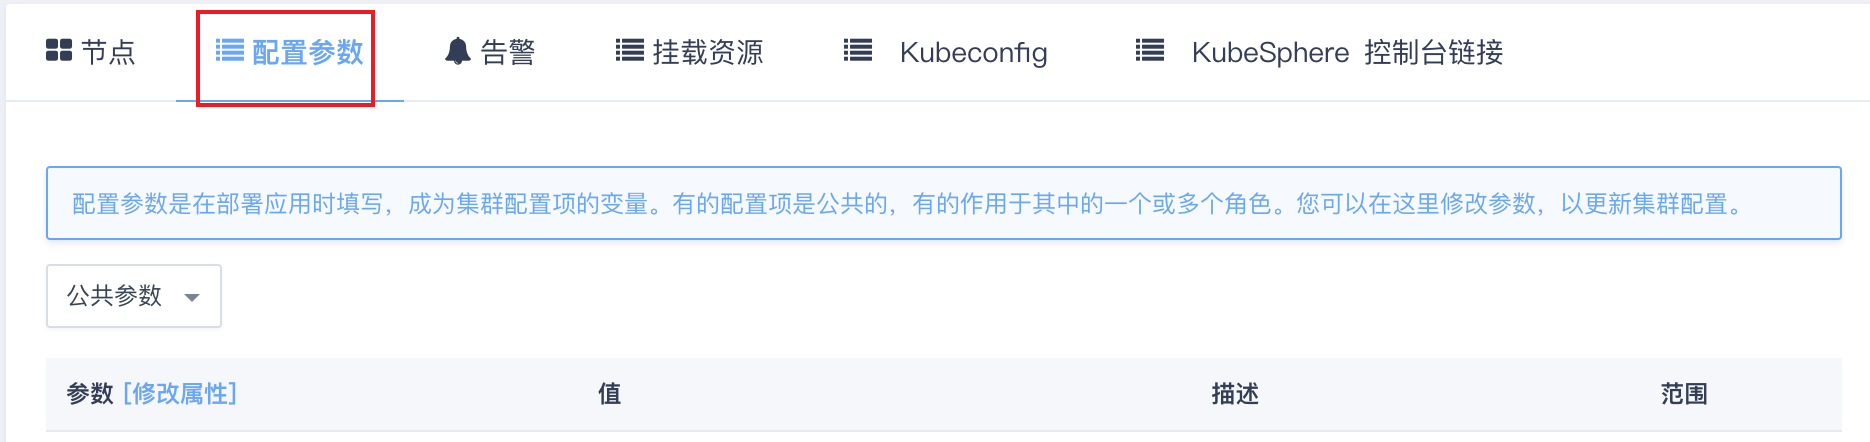 节点 配置参数 告警 挂载资源 Kubeconfig KubeSphere 控制台链接
配置参数是在部署应用时填写，成为集群配置项的变量。有的配置项是公共的，有的作用于其中的一个或多个角色。您可以在这里修改参数，以更新集群配置。
公共参数
参数 [修改属性] 值 描述 范围